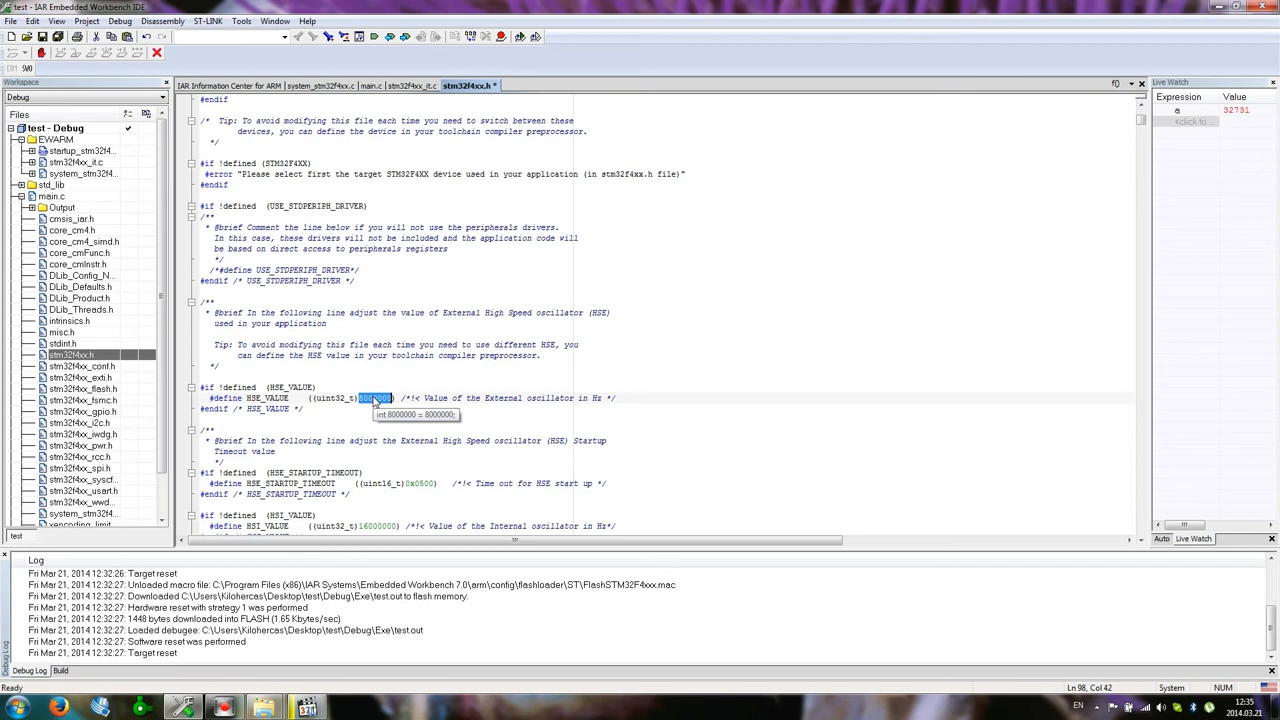 test - IAR Embedded Workbench IDE
File Edit View Project Debug Disassembly ST-LINK Tools Window Help
ETM SWO
Workspace
Debug
Files
test - Debug
EWARM
startup_stm32f4...
stm32f4xx_it.c
system_stm32f4...
std_lib
main.c
Output
cmsis_iar.h
core_cm4.h
core_cm4_simd.h
core_cmFunc.h
core_cmInstr.h
DLib_Config_N...
DLib_Defaults.h
DLib_Product.h
DLib_Threads.h
intrinsics.h
misc.h
stdint.h
stm32f4xx.h
stm32f4xx_conf.h
stm32f4xx_exti.h
stm32f4xx_flash.h
stm32f4xx_gpio.h
stm32f4xx_i2c.h
stm32f4xx_iwdg.h
stm32f4xx_pwr.h
stm32f4xx_rcc.h
stm32f4xx_spi.h
stm32f4xx_syscf...
stm32f4xx_usart.h
stm32f4xx_wwd...
system_stm32f4...
xencoding_limit...
test
IAR Information Center for ARM system_stm32f4xx.c main.c stm32f4xx_it.c stm32f4xx.h * f()
#endif
/* Tip: To avoid modifying this file each time you need to switch between these
devices, you can define the device in your toolchain compiler preprocessor.
*/
#if !defined (STM32F4XX)
#error "Please select first the target STM32F4XX device used in your application (in stm32f4xx.h file)"
#endif
#if !defined (USE_STDPERIPH_DRIVER)
/**
* @brief Comment the line below if you will not use the peripherals drivers.
In this case, these drivers will not be included and the application code will
be based on direct access to peripherals registers
*/
/*#define USE_STDPERIPH_DRIVER*/
#endif /* USE_STDPERIPH_DRIVER */
/**
* @brief In the following line adjust the value of External High Speed oscillator (HSE)
used in your application
Tip: To avoid modifying this file each time you need to use different HSE, you
can define the HSE value in your toolchain compiler preprocessor.
*/
#if !defined (HSE_VALUE)
#define HSE_VALUE ((uint32_t)8000000) /*!< Value of the External oscillator in Hz */
#endif /* HSE_VALUE */
int 8000000 = 8000000;
/**
* @brief In the following line adjust the External High Speed oscillator (HSE) Startup
Timeout value
*/
#if !defined (HSE_STARTUP_TIMEOUT)
#define HSE_STARTUP_TIMEOUT ((uint16_t)0x0500) /*!< Time out for HSE start up */
#endif /* HSE_STARTUP_TIMEOUT */
#if !defined (HSI_VALUE)
#define HSI_VALUE ((uint32_t)16000000) /*!< Value of the Internal oscillator in Hz*/
Live Watch
Expression Value
a 32731
<click to
Auto Live Watch
Log
Fri Mar 21, 2014 12:32:26: Target reset
Fri Mar 21, 2014 12:32:27: Unloaded macro file: C:\Program Files (x86)\IAR Systems\Embedded Workbench 7.0\arm\config\flashloader\ST\FlashSTM32F4xxx.mac
Fri Mar 21, 2014 12:32:27: Downloaded C:\Users\Kilohercas\Desktop\test\Debug\Exe\test.out to flash memory.
Fri Mar 21, 2014 12:32:27: Hardware reset with strategy 1 was performed
Fri Mar 21, 2014 12:32:27: 1448 bytes downloaded into FLASH (1.65 Kbytes/sec)
Fri Mar 21, 2014 12:32:27: Loaded debugee: C:\Users\Kilohercas\Desktop\test\Debug\Exe\test.out
Fri Mar 21, 2014 12:32:27: Software reset was performed
Fri Mar 21, 2014 12:32:27: Target reset
Debug Log
Debug Log Build
Ready Ln 98, Col 42 System NUM
EN 12:35
2014.03.21